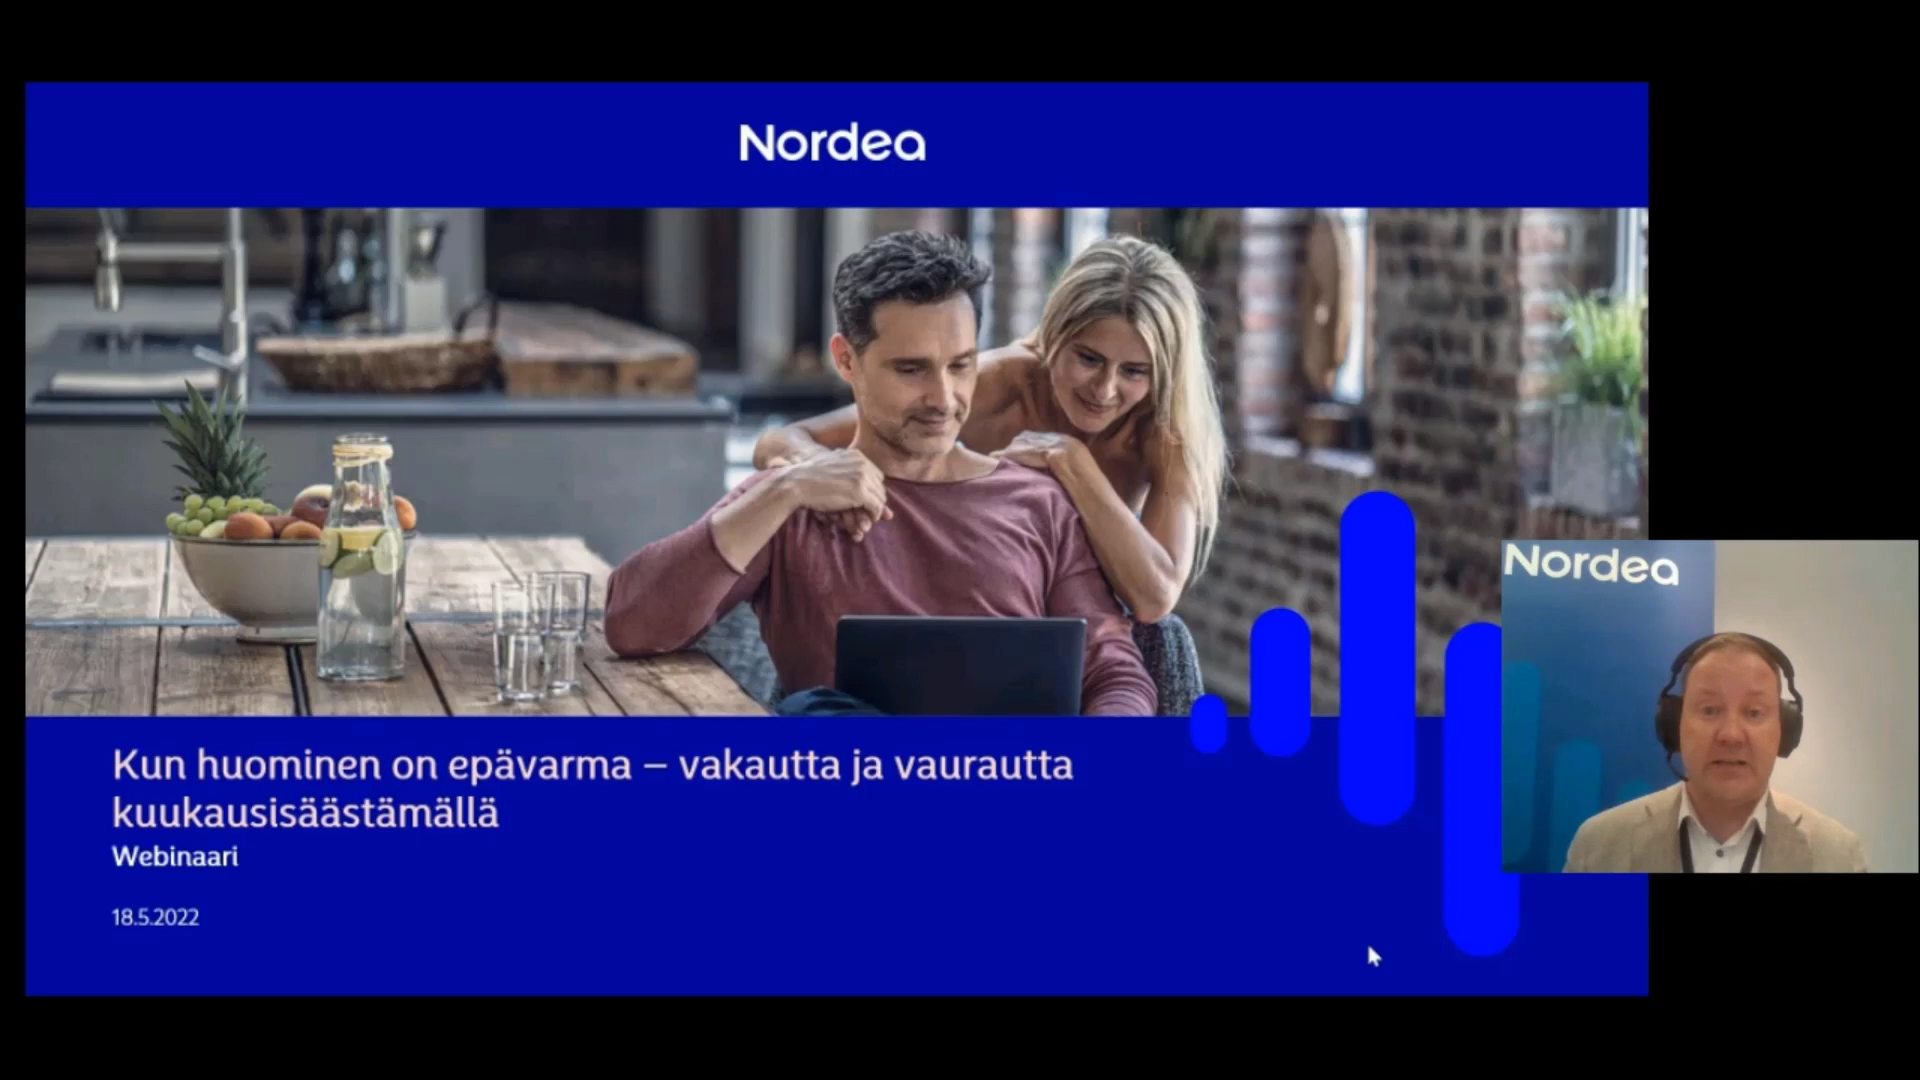 Nordea
Nordea
Kun huominen on epävarma – vakautta ja vaurautta
kuukausisäästämällä
Webinaari
18.5.2022